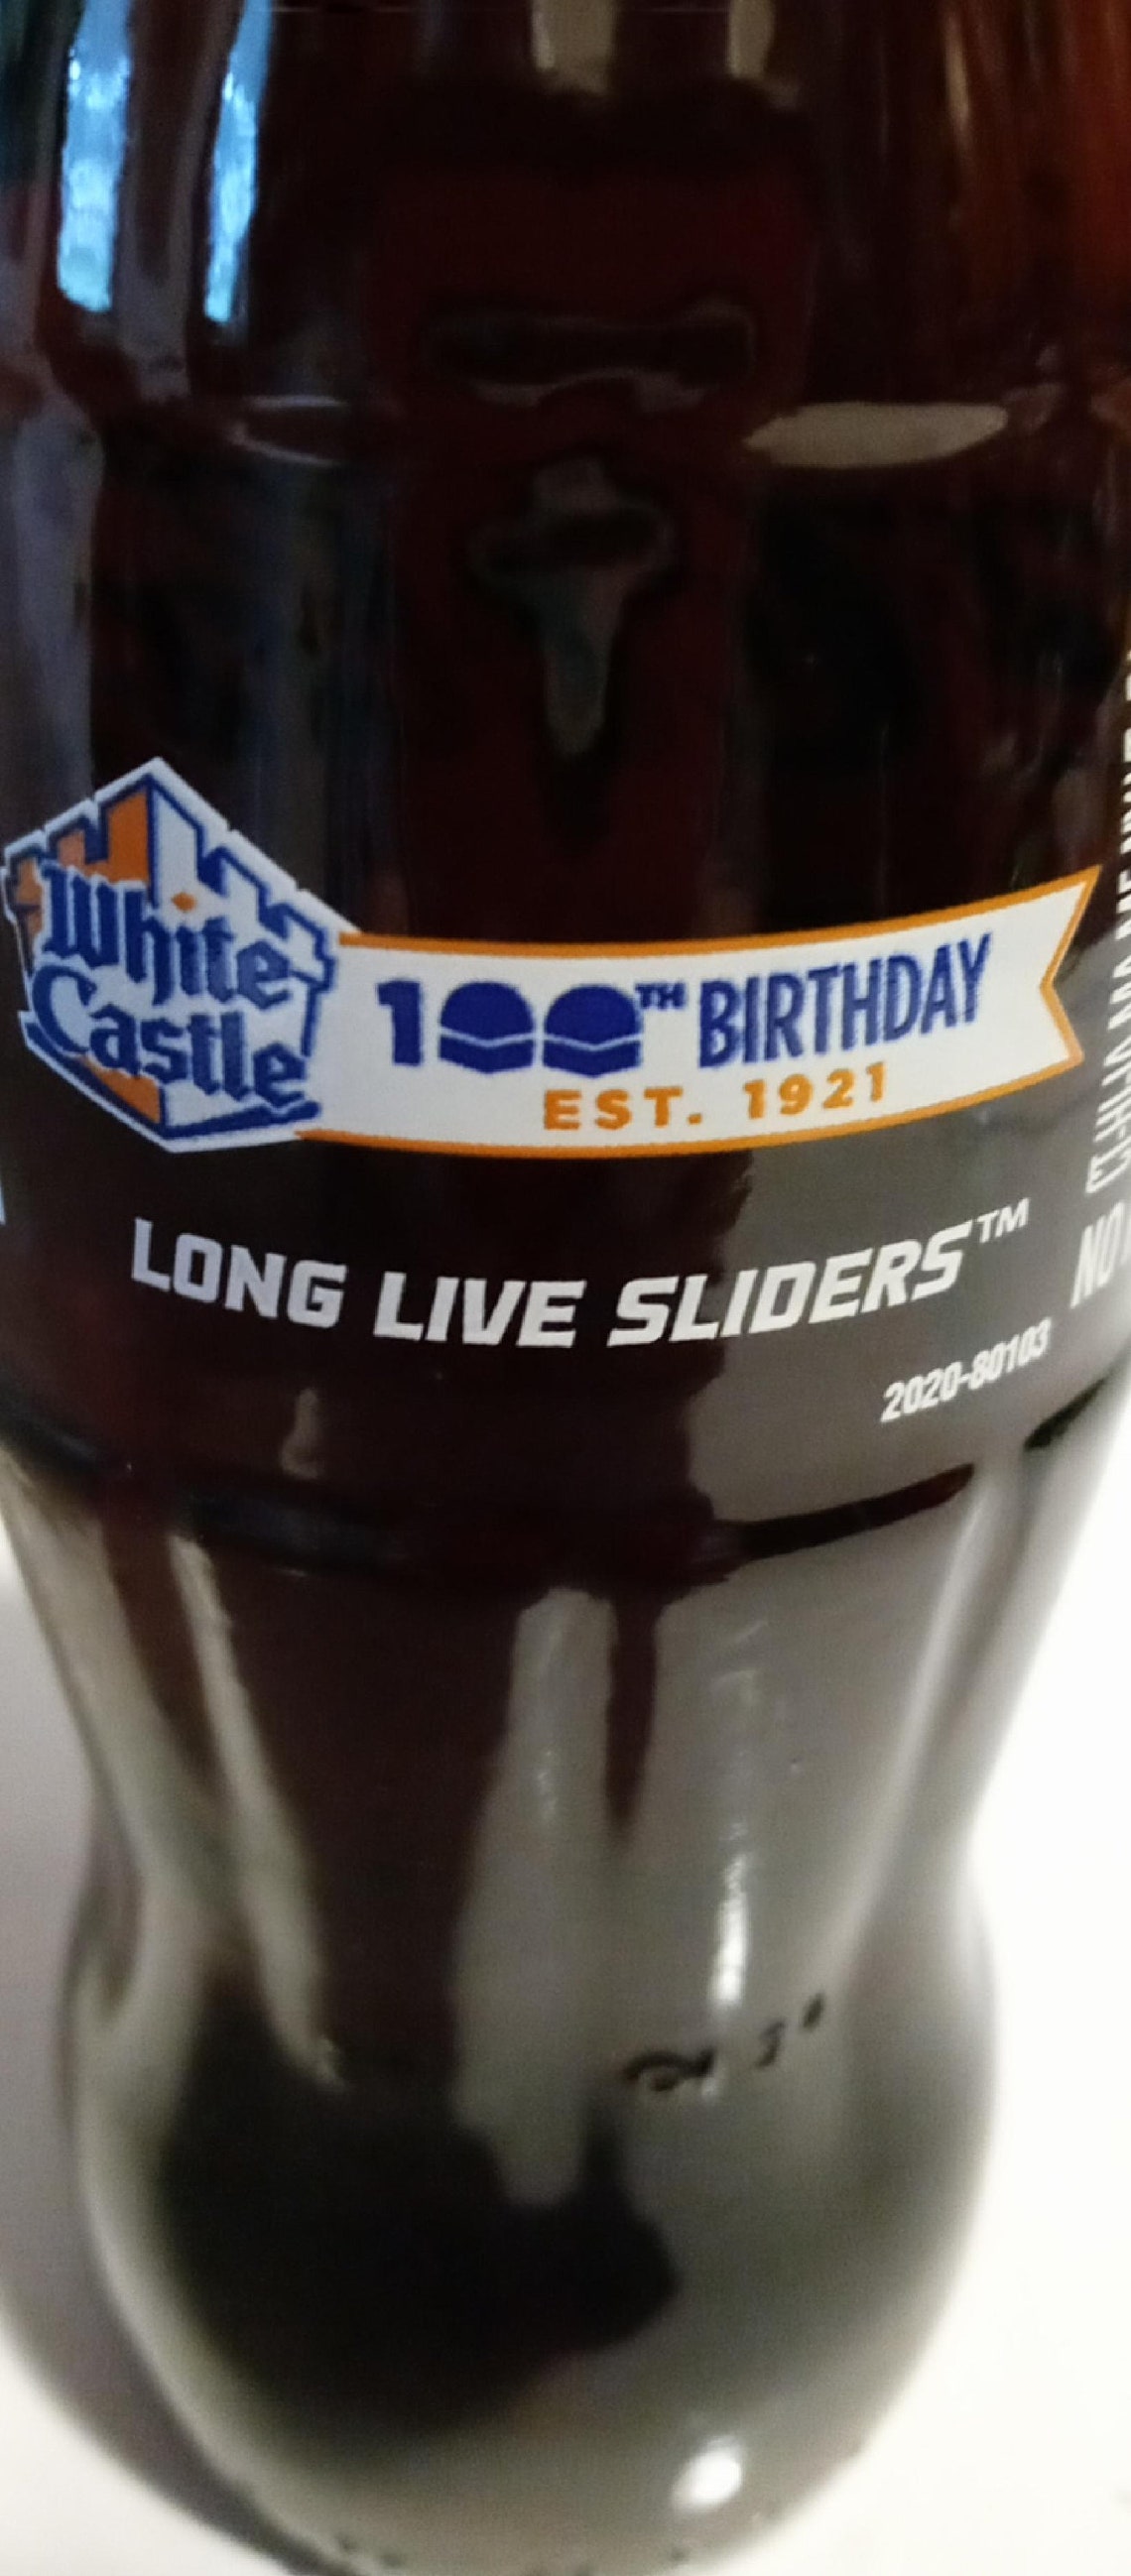 White
Castle
100TH BIRTHDAY
EST. 1921
LONG LIVE SLIDERS™
2020-80103